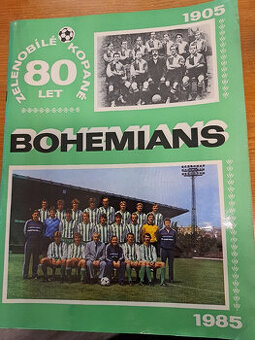 ZELENOBÍLÉ KOPANÉ
80
LET
1905
BOHEMIANS
1985